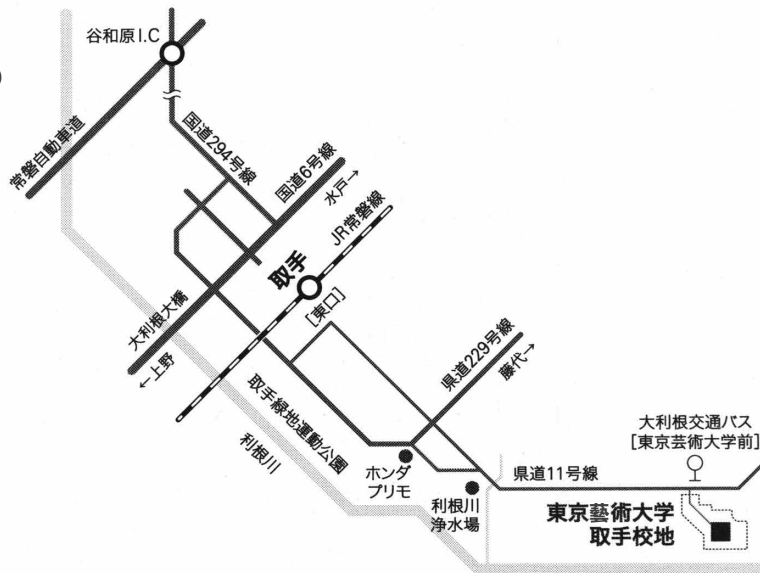 谷和原I.C
常磐自動車道
国道294号線
国道6号線
水戸→
JR常磐線
取手
[東口]
大利根大橋
←上野
取手緑地運動公園
利根川
県道229号線
藤代→
ホンダ
プリモ
利根川
浄水場
県道11号線
大利根交通バス
[東京芸術大学前]
東京藝術大学
取手校地